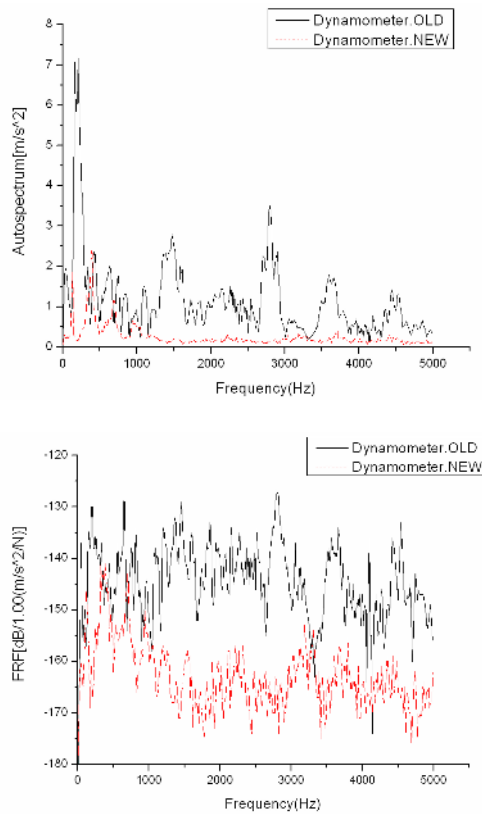 Dynamometer.OLD
Dynamometer.NEW
8
7
6
5
4
3
2
1
0
Autospectrum[m/s^2]
0 1000 2000 3000 4000 5000
Frequency(Hz)
Dynamometer.OLD
Dynamometer.NEW
-120
-130
-140
-150
-160
-170
-180
FRF[dB/1.00(m/s^2/N)]
0 1000 2000 3000 4000 5000
Frequency(Hz)